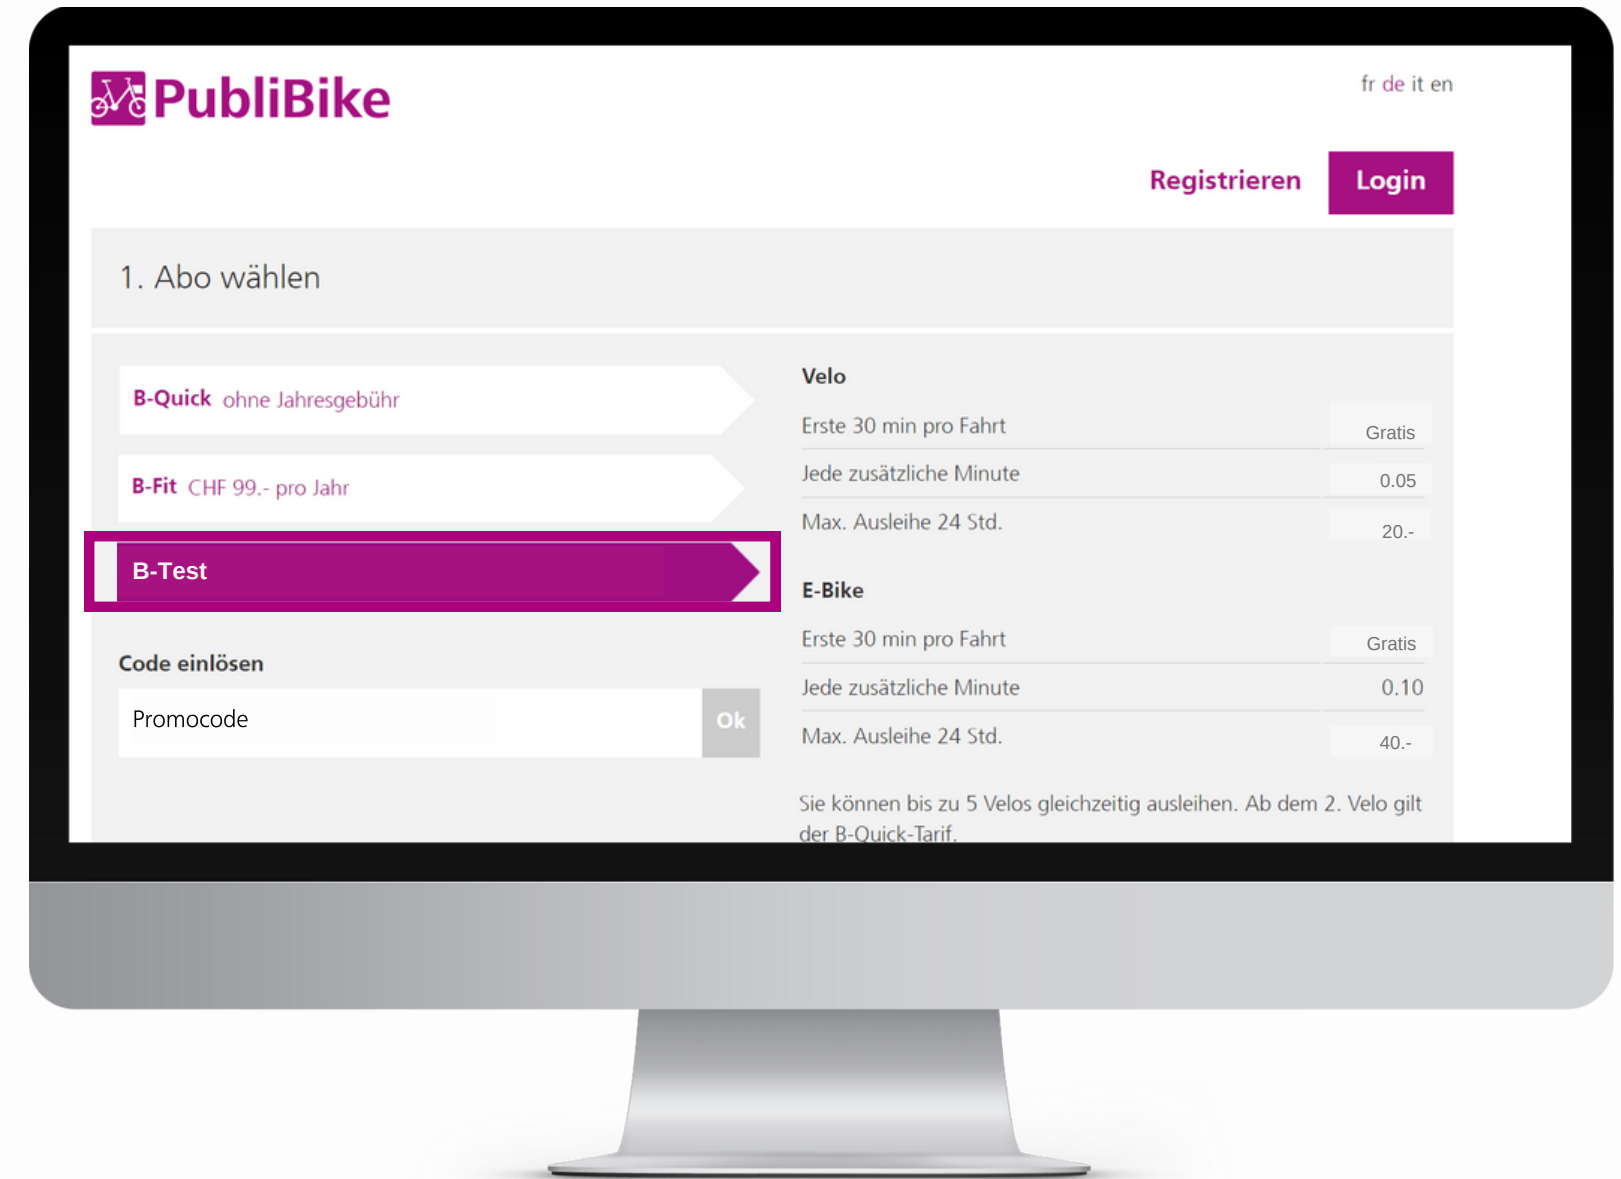 PubliBike
fr de it en
Registrieren
Login
1. Abo wählen
B-Quick ohne Jahresgebühr
B-Fit CHF 99.- pro Jahr
B-Test
Code einlösen
Promocode
Ok
Velo
Erste 30 min pro Fahrt Gratis
Jede zusätzliche Minute 0.05
Max. Ausleihe 24 Std. 20.-
E-Bike
Erste 30 min pro Fahrt Gratis
Jede zusätzliche Minute 0.10
Max. Ausleihe 24 Std. 40.-
Sie können bis zu 5 Velos gleichzeitig ausleihen. Ab dem 2. Velo gilt
der B-Quick-Tarif.